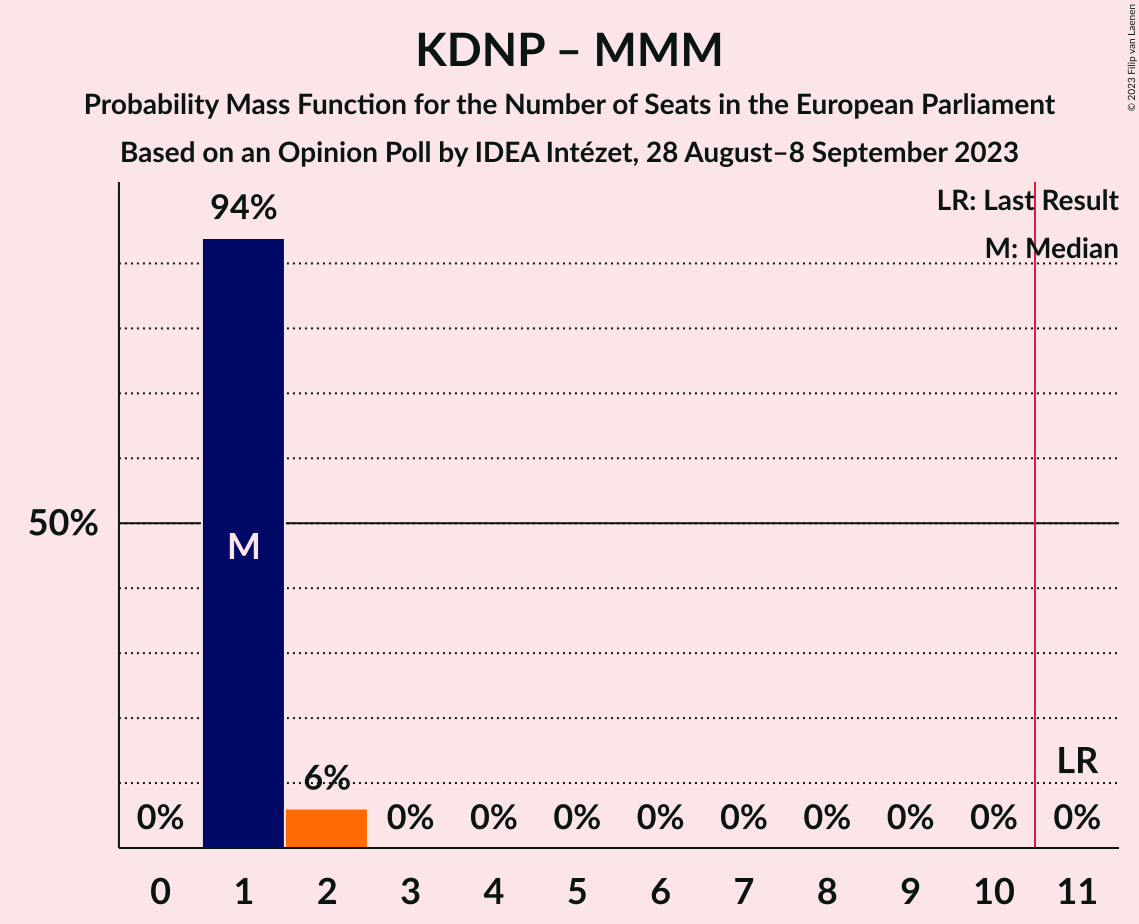 KDNP – MMM
Probability Mass Function for the Number of Seats in the European Parliament
Based on an Opinion Poll by IDEA Intézet, 28 August–8 September 2023
© 2023 Filip van Laenen
LR: Last Result
M: Median
94%
50%
M
6%
LR
0% 0% 0% 0% 0% 0% 0% 0% 0% 0%
0 1 2 3 4 5 6 7 8 9 10 11